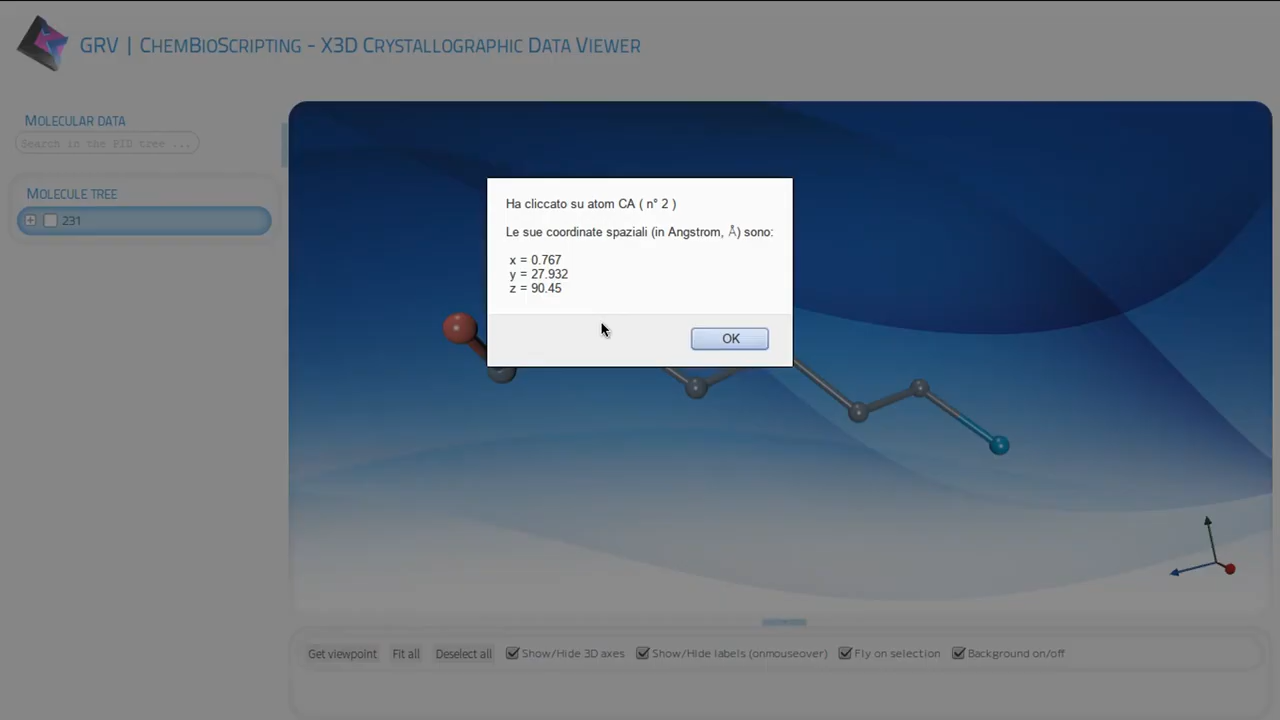 GRV | ChemBioScripting - X3D Crystallographic Data Viewer
Molecular data
Search in the PID tree ...
Molecule tree
231
Ha cliccato su atom CA ( n° 2 )
Le sue coordinate spaziali (in Angstrom, Å) sono:
x = 0.767
y = 27.932
z = 90.45
OK
Get viewpoint Fit all Deselect all Show/Hide 3D axes Show/Hide labels (onmouseover) Fly on selection Background on/off